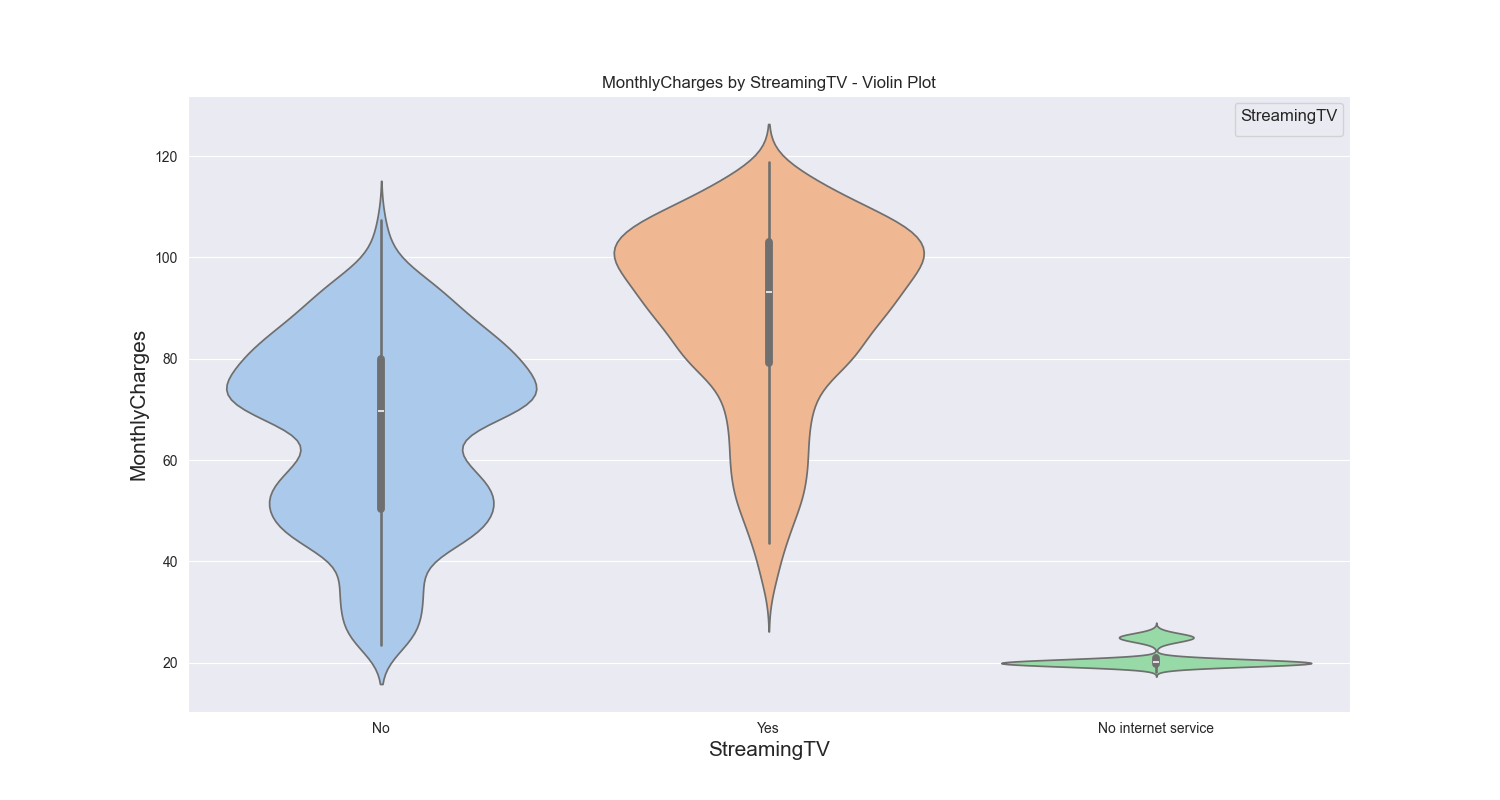 MonthlyCharges by StreamingTV - Violin Plot
StreamingTV
120
100
80
60
40
20
MonthlyCharges
No
Yes
No internet service
StreamingTV